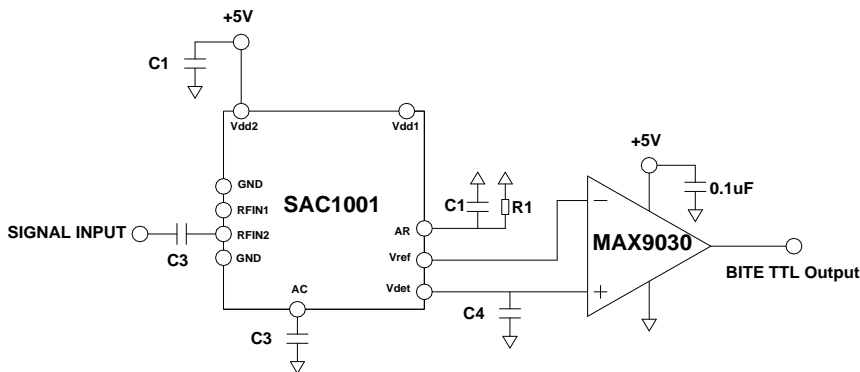 +5V
C1
Vdd2
Vdd1
+5V
GND
0.1uF
SAC1001
C1
R1
RFIN1
−
SIGNAL INPUT
RFIN2
AR
MAX9030
C3
GND
Vref
BITE TTL Output
AC
Vdet
+
C4
C3